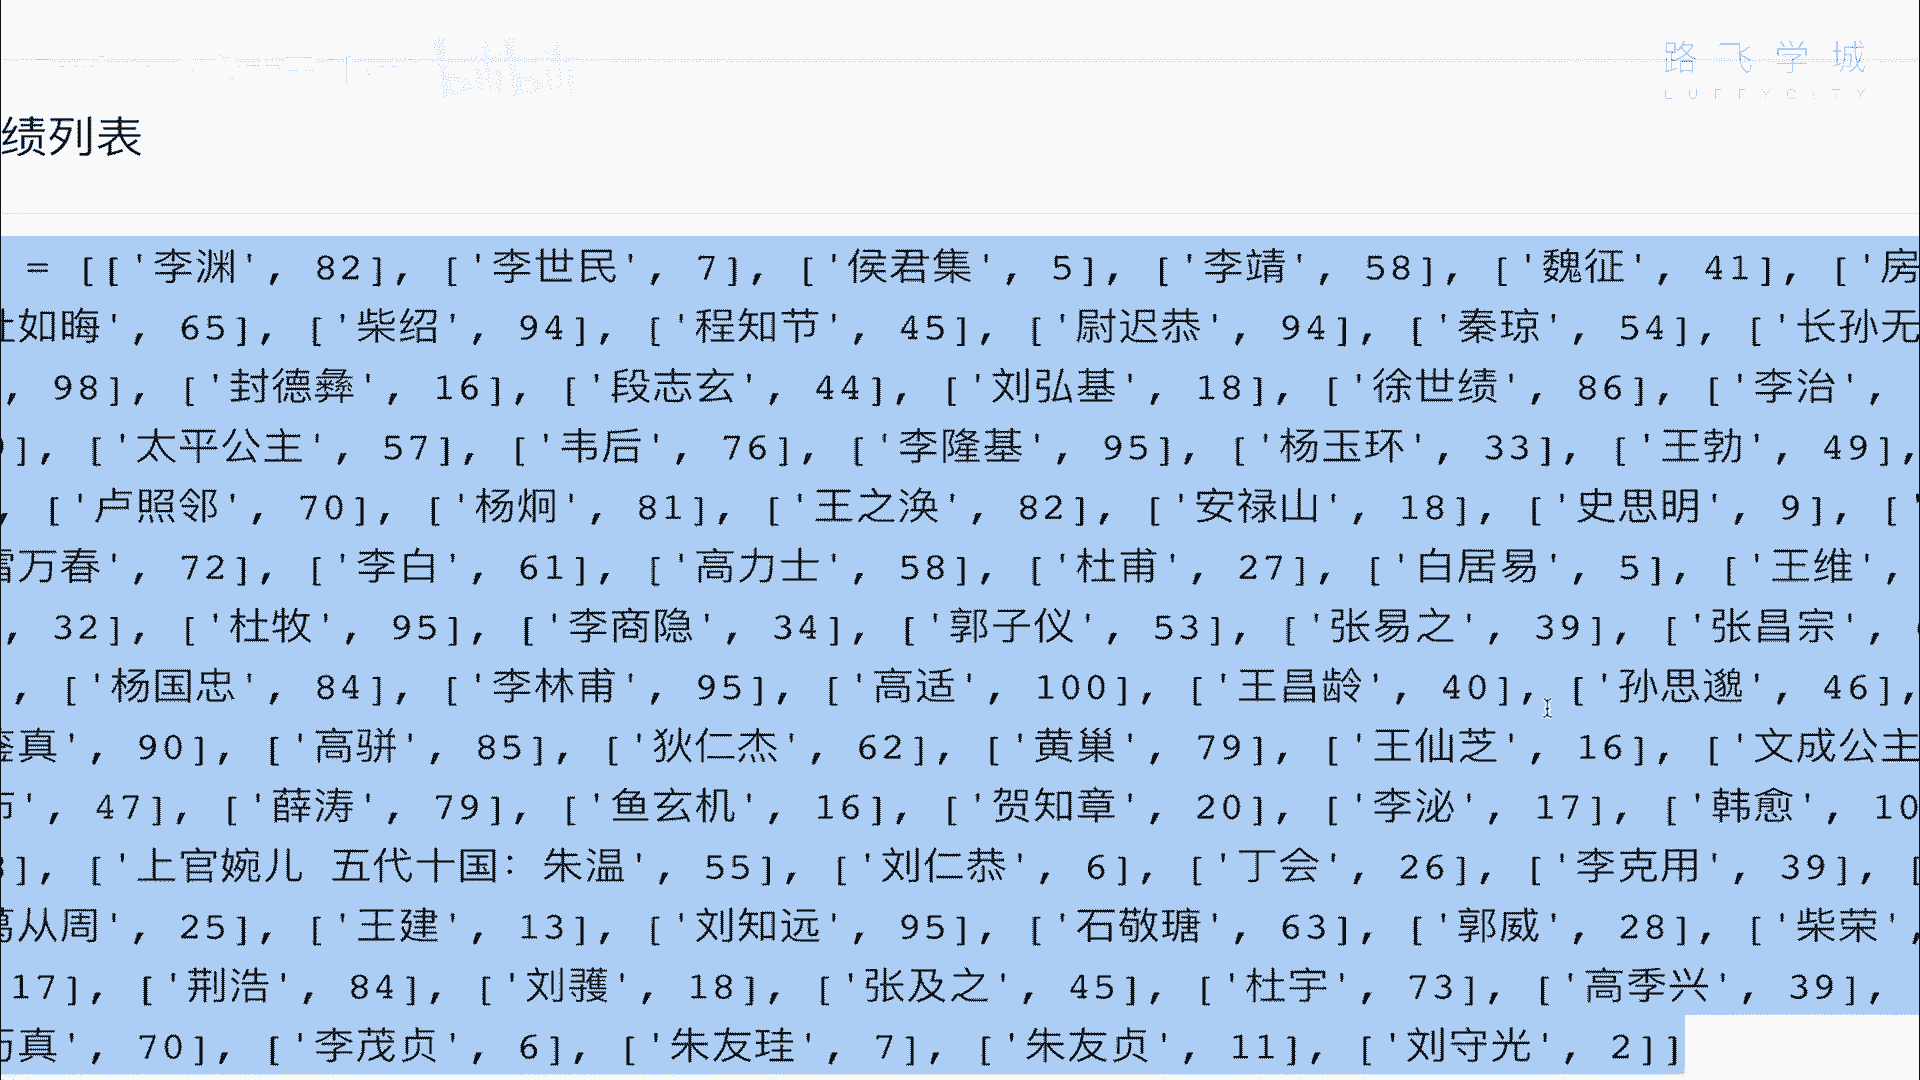 路飞学城
LUFFYCITY
绩列表
= [['李渊', 82], ['李世民', 7], ['侯君集', 5], ['李靖', 58], ['魏征', 41], ['房
如晦', 65], ['柴绍', 94], ['程知节', 45], ['尉迟恭', 94], ['秦琼', 54], ['长孙无
, 98], ['封德彝', 16], ['段志玄', 44], ['刘弘基', 18], ['徐世绩', 86], ['李治',
], ['太平公主', 57], ['韦后', 76], ['李隆基', 95], ['杨玉环', 33], ['王勃', 49],
, ['卢照邻', 70], ['杨炯', 81], ['王之涣', 82], ['安禄山', 18], ['史思明', 9], ['
万春', 72], ['李白', 61], ['高力士', 58], ['杜甫', 27], ['白居易', 5], ['王维',
, 32], ['杜牧', 95], ['李商隐', 34], ['郭子仪', 53], ['张易之', 39], ['张昌宗',
, ['杨国忠', 84], ['李林甫', 95], ['高适', 100], ['王昌龄', 40], ['孙思邈', 46],
真', 90], ['高骈', 85], ['狄仁杰', 62], ['黄巢', 79], ['王仙芝', 16], ['文成公主
', 47], ['薛涛', 79], ['鱼玄机', 16], ['贺知章', 20], ['李泌', 17], ['韩愈', 10
], ['上官婉儿 五代十国：朱温', 55], ['刘仁恭', 6], ['丁会', 26], ['李克用', 39], [
从周', 25], ['王建', 13], ['刘知远', 95], ['石敬瑭', 63], ['郭威', 28], ['柴荣',
17], ['荆浩', 84], ['刘彟', 18], ['张及之', 45], ['杜宇', 73], ['高季兴', 39],
真', 70], ['李茂贞', 6], ['朱友珪', 7], ['朱友贞', 11], ['刘守光', 2]]